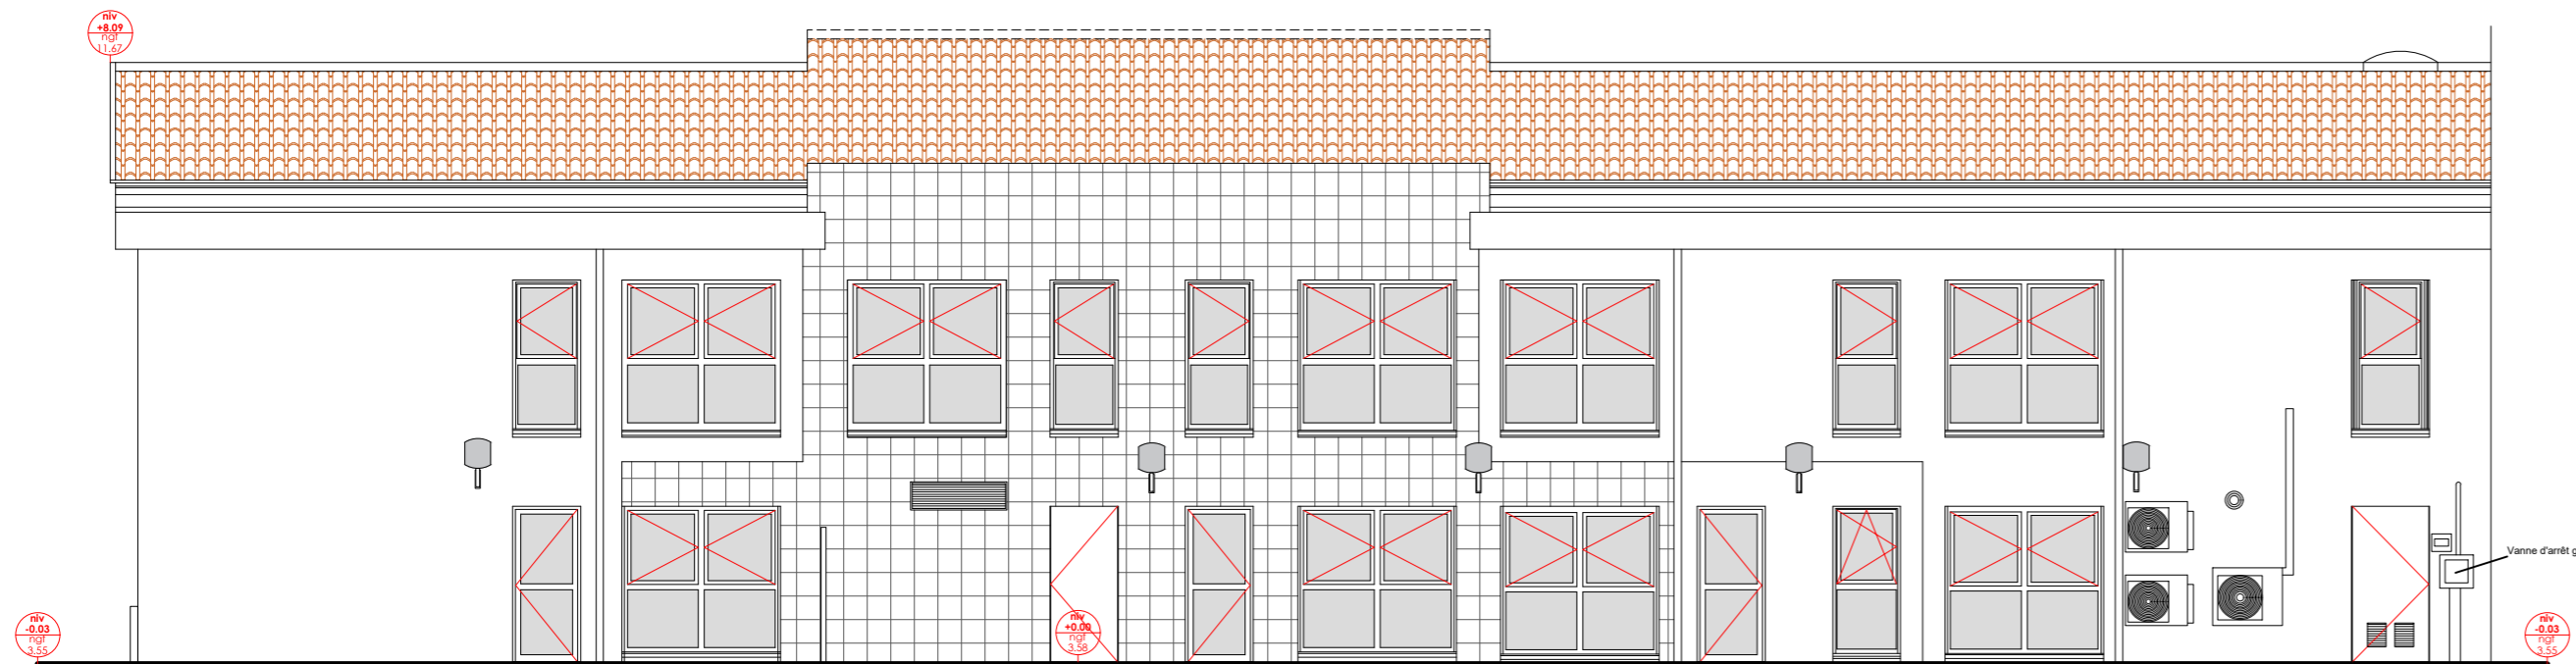 niv
+8.09
ngf
11.67
Vanne d'arrêt g
niv
-0.03
ngf
3.55
niv
+0.00
ngf
3.58
niv
-0.03
ngf
3.55